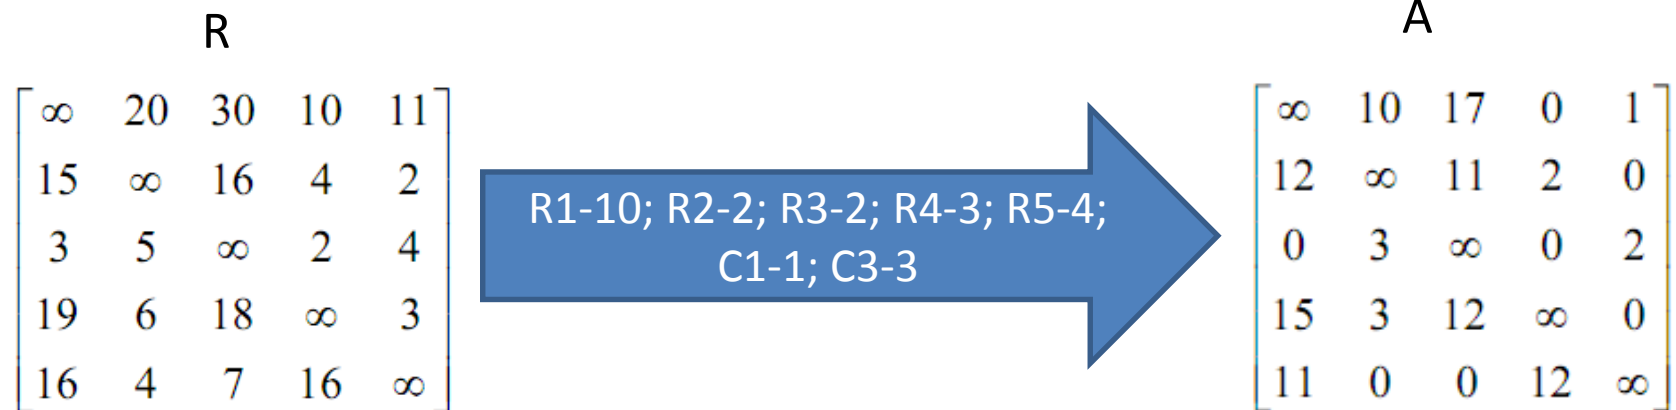 R
A
∞ 20 30 10 11
15 ∞ 16 4 2
3 5 ∞ 2 4
19 6 18 ∞ 3
16 4 7 16 ∞
R1-10; R2-2; R3-2; R4-3; R5-4;
C1-1; C3-3
∞ 10 17 0 1
12 ∞ 11 2 0
0 3 ∞ 0 2
15 3 12 ∞ 0
11 0 0 12 ∞